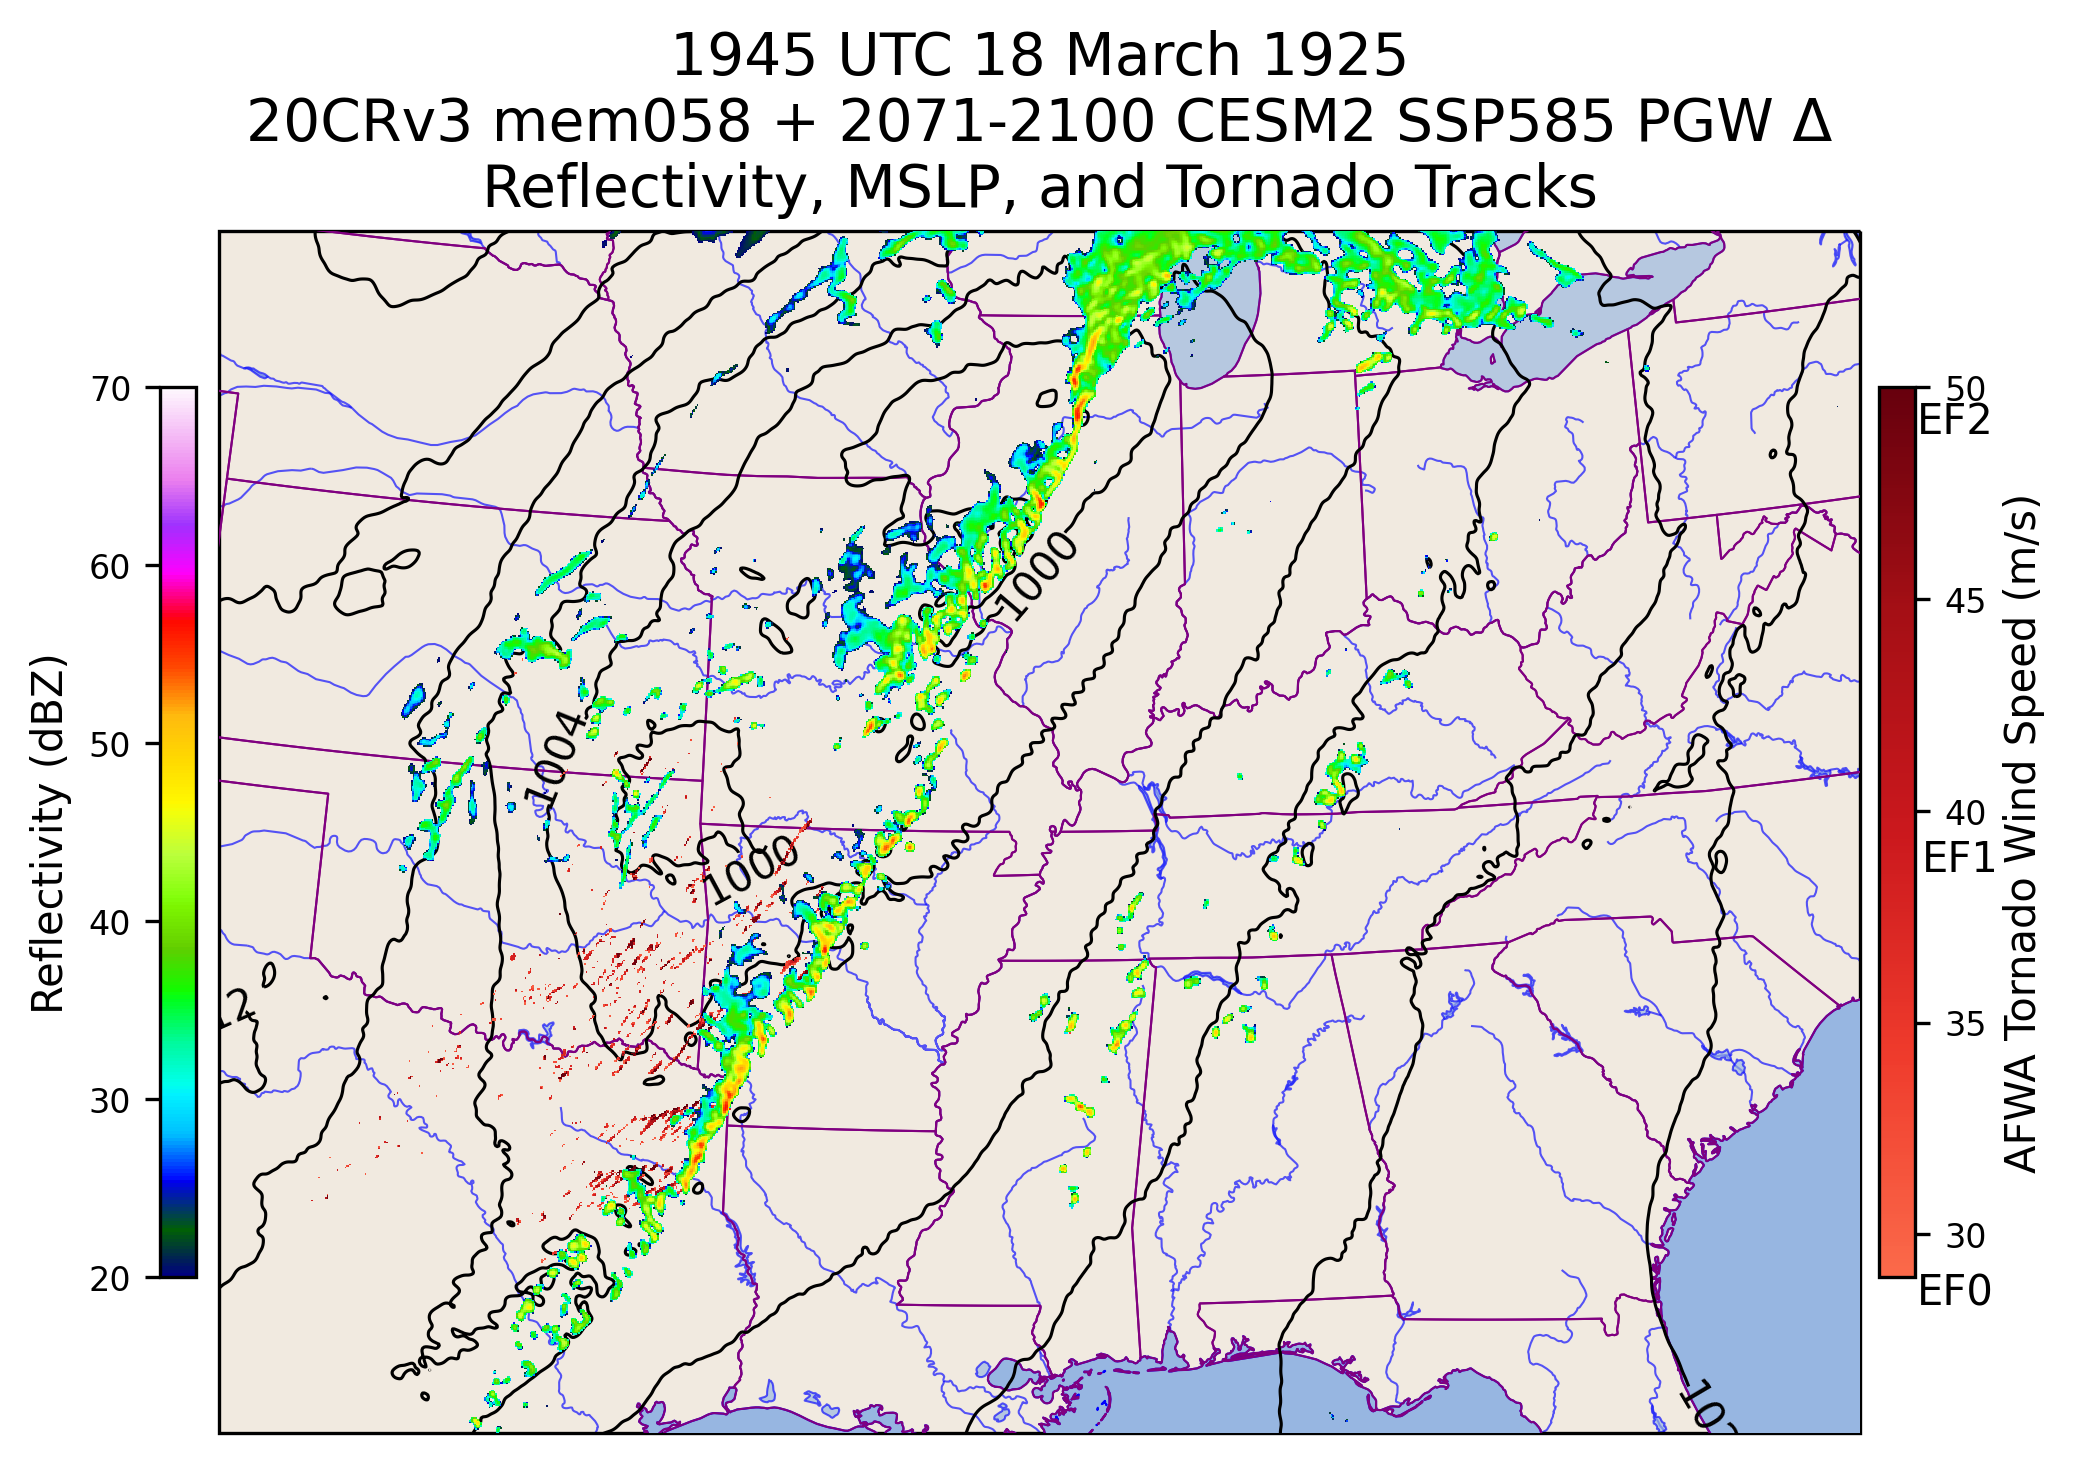 1945 UTC 18 March 1925
20CRv3 mem058 + 2071-2100 CESM2 SSP585 PGW Δ
Reflectivity, MSLP, and Tornado Tracks
70
60
50
40
30
20
Reflectivity (dBZ)
1000
1004
1000
50
EF2
45
40
EF1
35
30
EF0
AFWA Tornado Wind Speed (m/s)